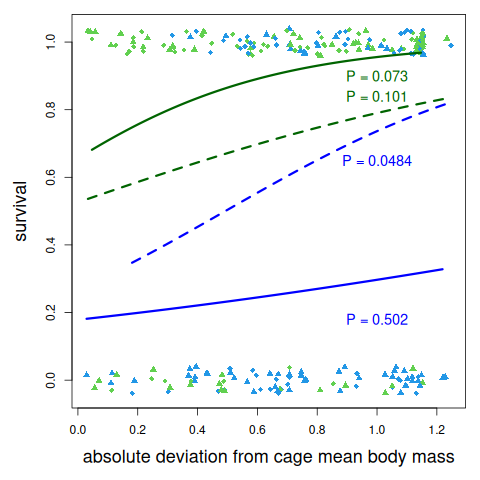 1.0
0.8
0.6
0.4
0.2
0.0
survival
P = 0.073
P = 0.101
P = 0.0484
P = 0.502
0.0 0.2 0.4 0.6 0.8 1.0 1.2
absolute deviation from cage mean body mass